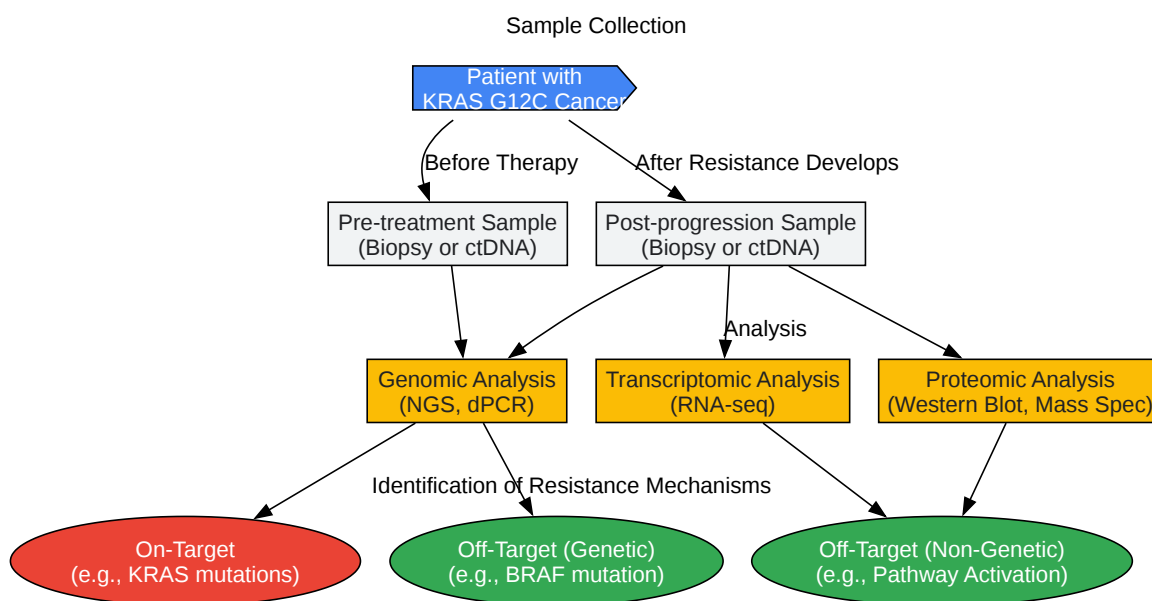 Sample Collection
Patient with
KRAS G12C Cancer
Before Therapy
After Resistance Develops
Pre-treatment Sample
(Biopsy or ctDNA)
Post-progression Sample
(Biopsy or ctDNA)
Analysis
Genomic Analysis
(NGS, dPCR)
Transcriptomic Analysis
(RNA-seq)
Proteomic Analysis
(Western Blot, Mass Spec)
Identification of Resistance Mechanisms
On-Target
(e.g., KRAS mutations)
Off-Target (Genetic)
(e.g., BRAF mutation)
Off-Target (Non-Genetic)
(e.g., Pathway Activation)